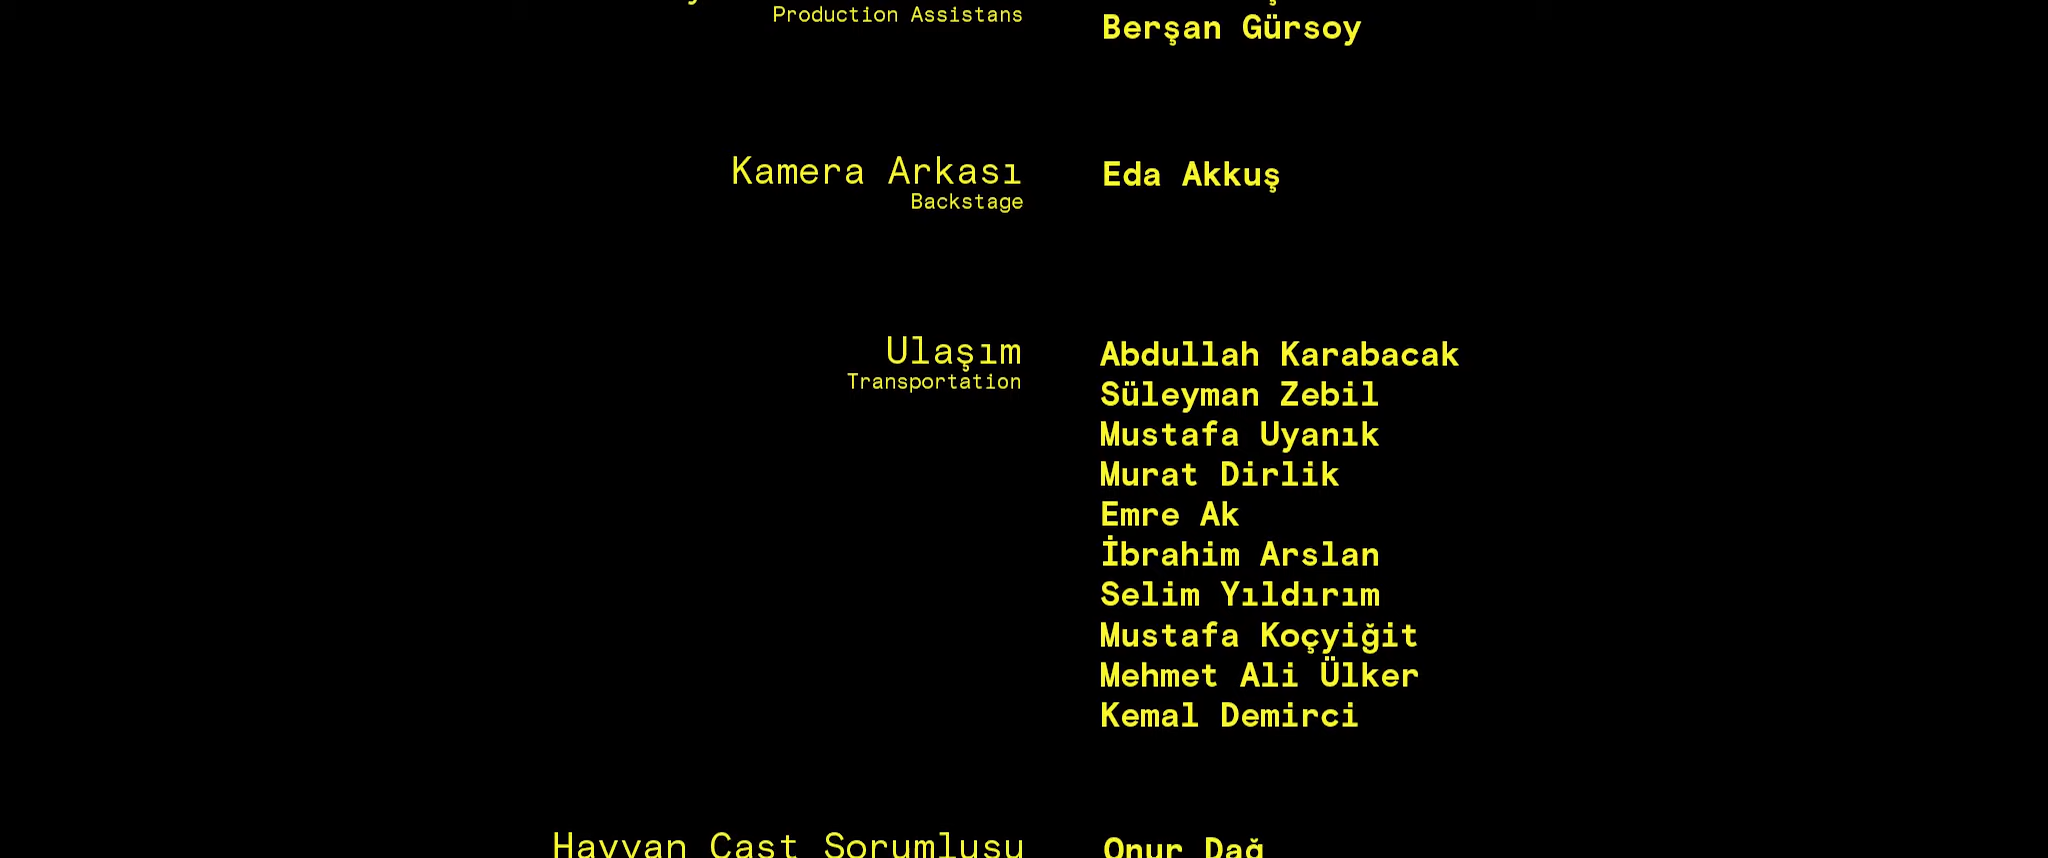 Production Assistans
Berşan Gürsoy
Kamera Arkası
Backstage
Eda Akkuş
Ulaşım
Transportation
Abdullah Karabacak
Süleyman Zebil
Mustafa Uyanık
Murat Dirlik
Emre Ak
İbrahim Arslan
Selim Yıldırım
Mustafa Koçyiğit
Mehmet Ali Ülker
Kemal Demirci
Hayvan Cast Sorumlusu
Onur Dağ